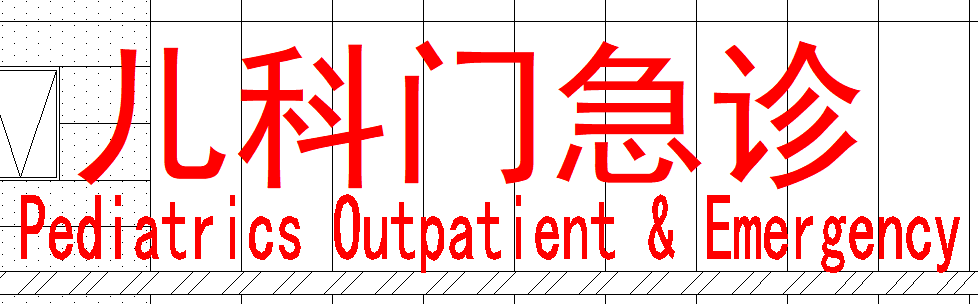 儿科门急诊
Pediatrics Outpatient & Emergency